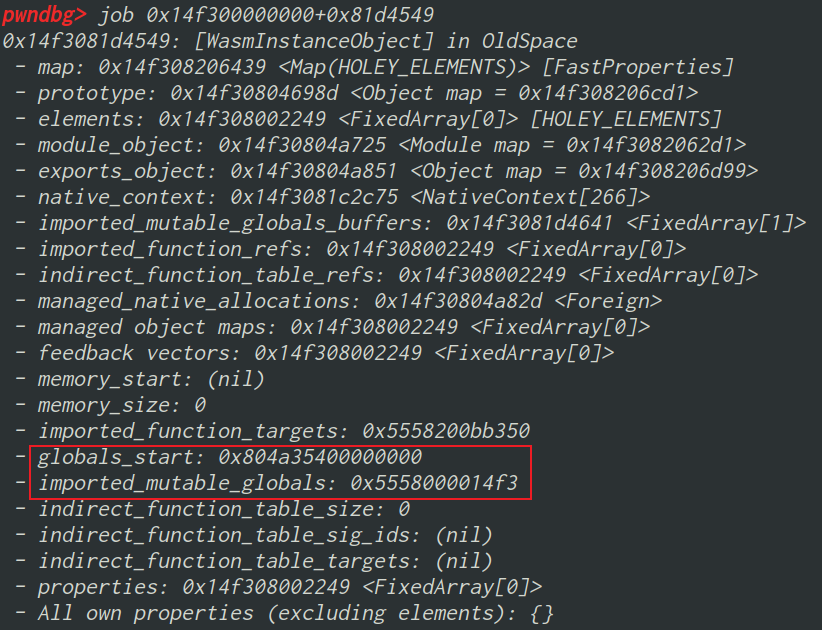 pwndbg> job 0x14f300000000+0x81d4549
0x14f3081d4549: [WasmInstanceObject] in OldSpace
- map: 0x14f308206439 <Map(HOLEY_ELEMENTS)> [FastProperties]
- prototype: 0x14f30804698d <Object map = 0x14f308206cd1>
- elements: 0x14f308002249 <FixedArray[0]> [HOLEY_ELEMENTS]
- module_object: 0x14f30804a725 <Module map = 0x14f3082062d1>
- exports_object: 0x14f30804a851 <Object map = 0x14f308206d99>
- native_context: 0x14f3081c2c75 <NativeContext[266]>
- imported_mutable_globals_buffers: 0x14f3081d4641 <FixedArray[1]>
- imported_function_refs: 0x14f308002249 <FixedArray[0]>
- indirect_function_table_refs: 0x14f308002249 <FixedArray[0]>
- managed_native_allocations: 0x14f30804a82d <Foreign>
- managed object maps: 0x14f308002249 <FixedArray[0]>
- feedback vectors: 0x14f308002249 <FixedArray[0]>
- memory_start: (nil)
- memory_size: 0
- imported_function_targets: 0x5558200bb350
- globals_start: 0x804a35400000000
- imported_mutable_globals: 0x5558000014f3
- indirect_function_table_size: 0
- indirect_function_table_sig_ids: (nil)
- indirect_function_table_targets: (nil)
- properties: 0x14f308002249 <FixedArray[0]>
- All own properties (excluding elements): {}